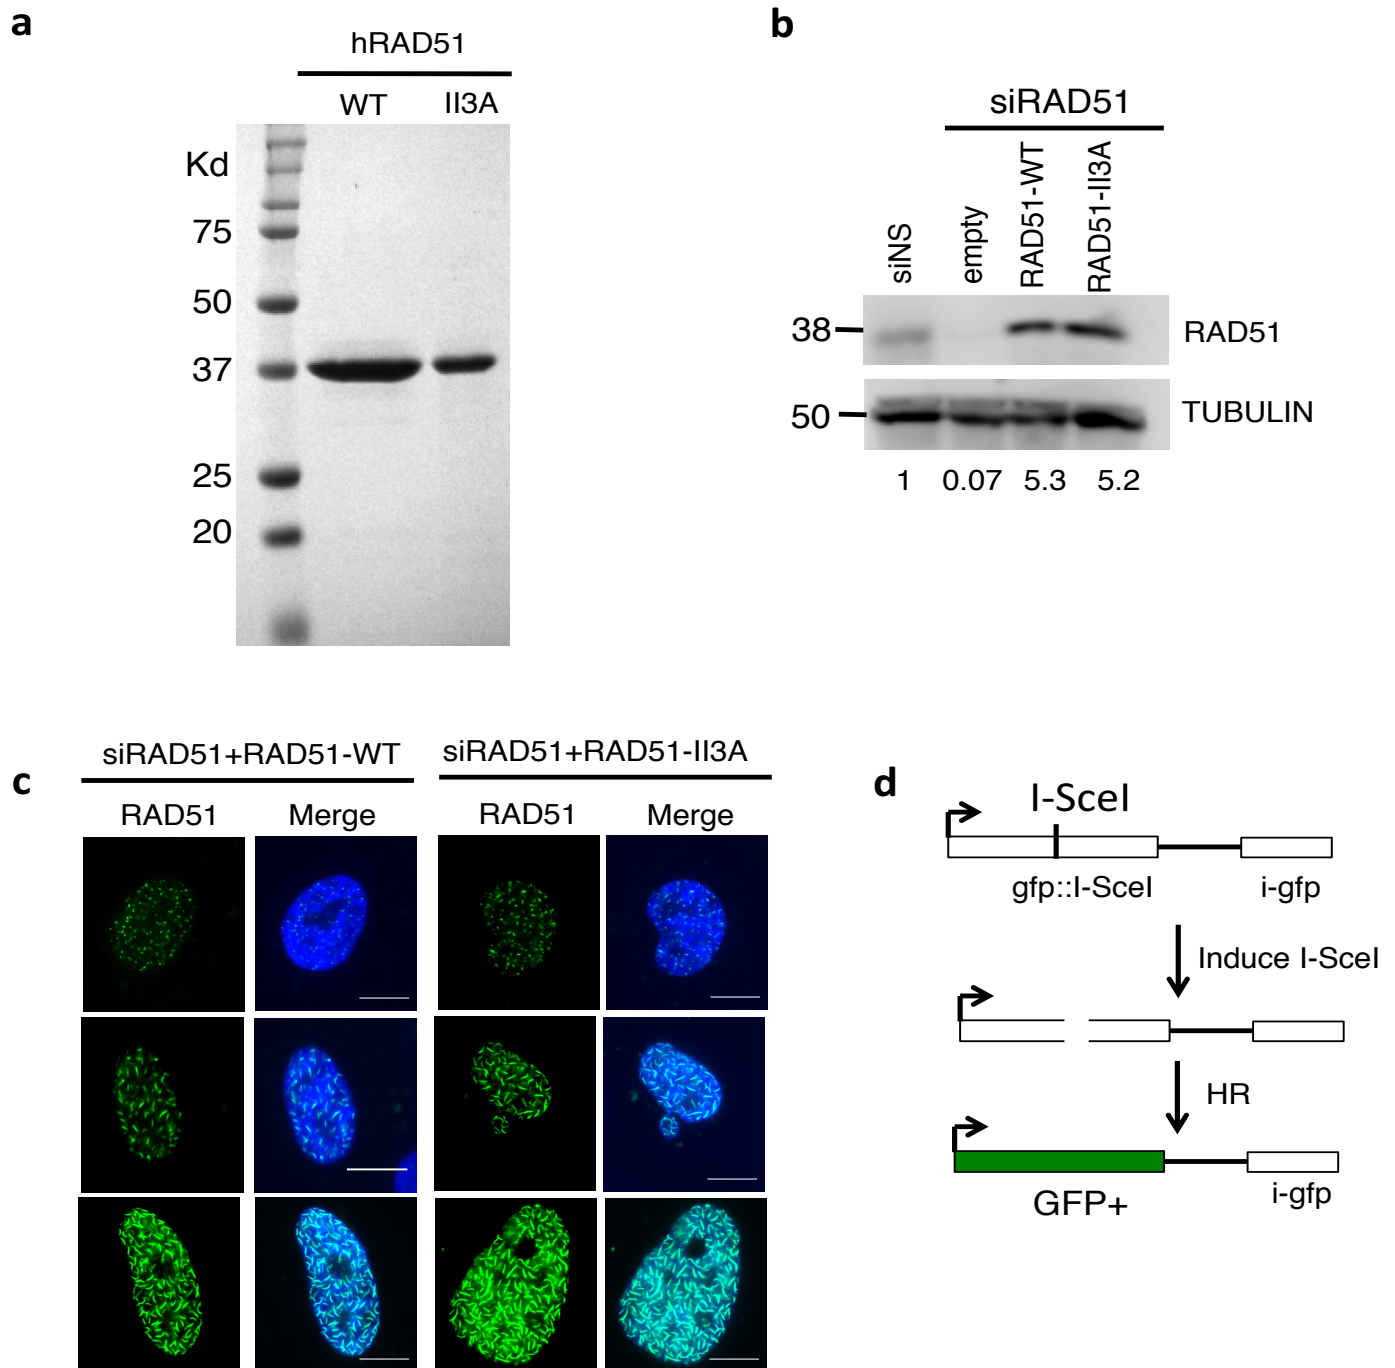 a
hRAD51
WT II3A
Kd
75
50
37
25
20
b
siRAD51
siNS
empty
RAD51-WT
RAD51-II3A
38
RAD51
50
TUBULIN
1 0.07 5.3 5.2
c
siRAD51+RAD51-WT
siRAD51+RAD51-II3A
RAD51 Merge RAD51 Merge
d
I-SceI
gfp::I-SceI i-gfp
Induce I-SceI
HR
GFP+
i-gfp